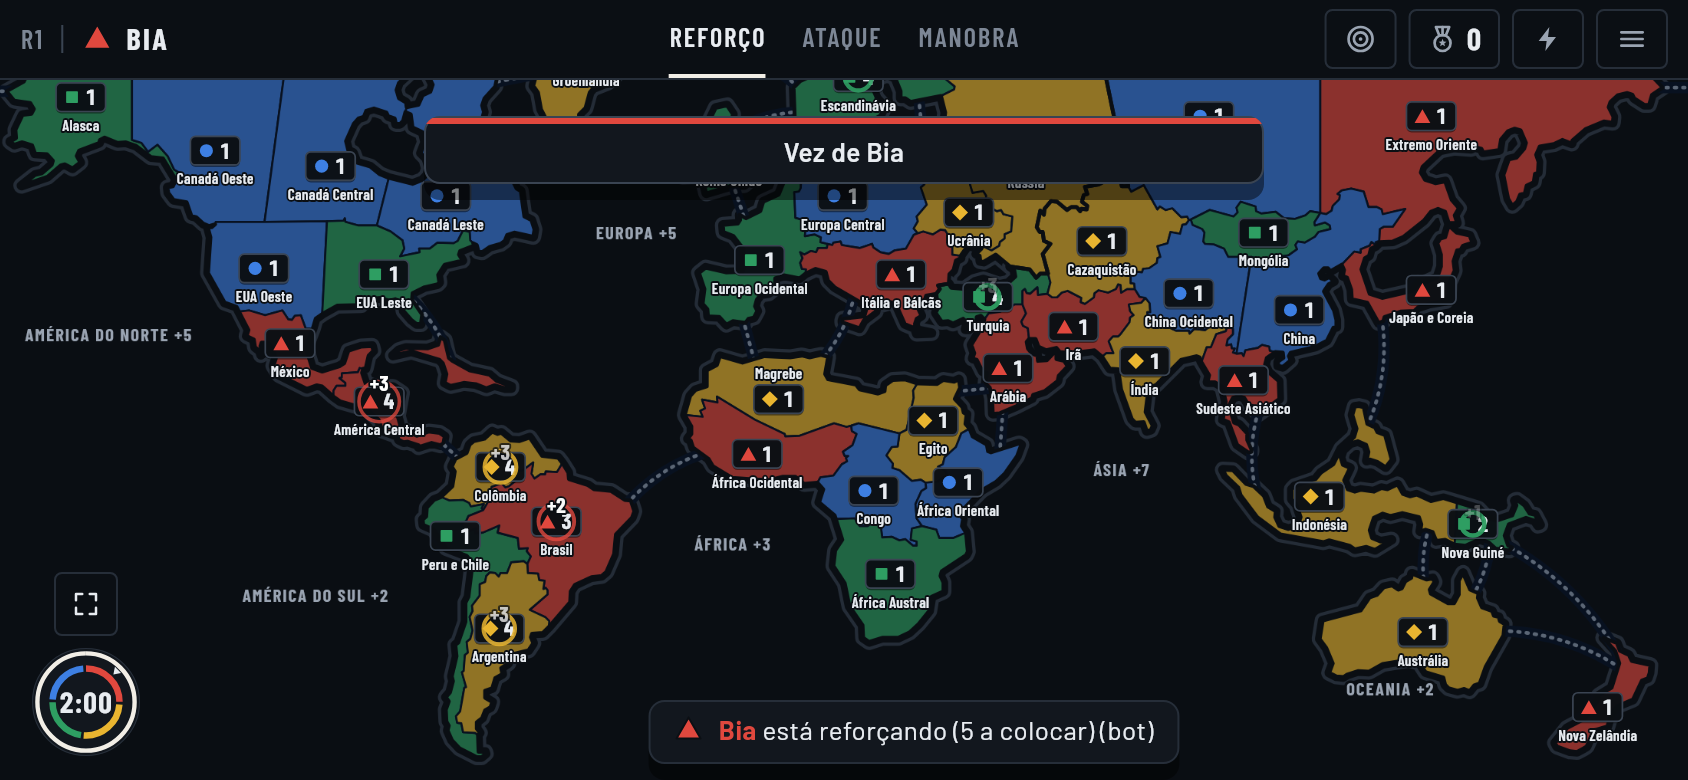 R1 BIA REFORÇO ATAQUE MANOBRA 0
Groenlândia
1 Escandinávia
Alasca
1 1
Extremo Oriente
Vez de Bia
1 Canadá Oeste
1 Canadá Central
1 Canadá Leste
Rússia
1 Europa Central
1 Ucrânia
EUROPA +5
1 Mongólia
1 Cazaquistão
1 EUA Oeste
1 EUA Leste
1 Europa Ocidental
1 Itália e Bálcãs
4 Turquia
1 Irã
1 China Ocidental
1 China
1 Japão e Coreia
AMÉRICA DO NORTE +5
1 México
+3
4 América Central
Magrebe
1
1 Arábia
1 Índia
1 Sudeste Asiático
1 Egito
+3
4 Colômbia
1 África Ocidental
ÁSIA +7
1 Congo
1 África Oriental
+2
3 Brasil
1 Peru e Chile
1 Indonésia
2 Nova Guiné
ÁFRICA +3
AMÉRICA DO SUL +2
1 África Austral
+3
4 Argentina
1 Austrália
OCEANIA +2
2:00
1 Nova Zelândia
Bia está reforçando (5 a colocar) (bot)